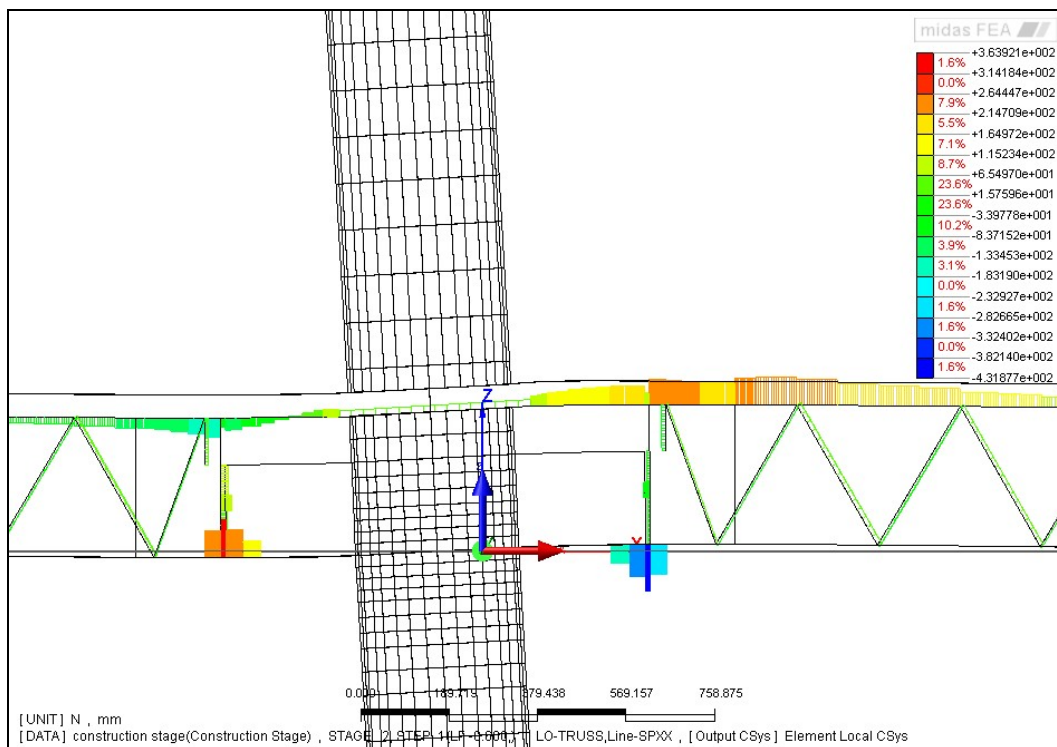 midas FEA
+3.63921e+002
1.6%
+3.14184e+002
0.0%
+2.64447e+002
7.9%
+2.14709e+002
5.5%
+1.64972e+002
7.1%
+1.15234e+002
8.7%
+6.54970e+001
23.6%
+1.57596e+001
23.6%
-3.39778e+001
10.2%
-8.37152e+001
3.9%
-1.33453e+002
3.1%
-1.83190e+002
0.0%
-2.32927e+002
1.6%
-2.82665e+002
1.6%
-3.32402e+002
0.0%
-3.82140e+002
1.6%
-4.31877e+002
Z
X
0.000 189.719 379.438 569.157 758.875
[UNIT] N , mm
[DATA] construction stage(Construction Stage) , STAGE 2 STEP 1 LO-TRUSS,Line-SPXX , [Output CSys] Element Local CSys